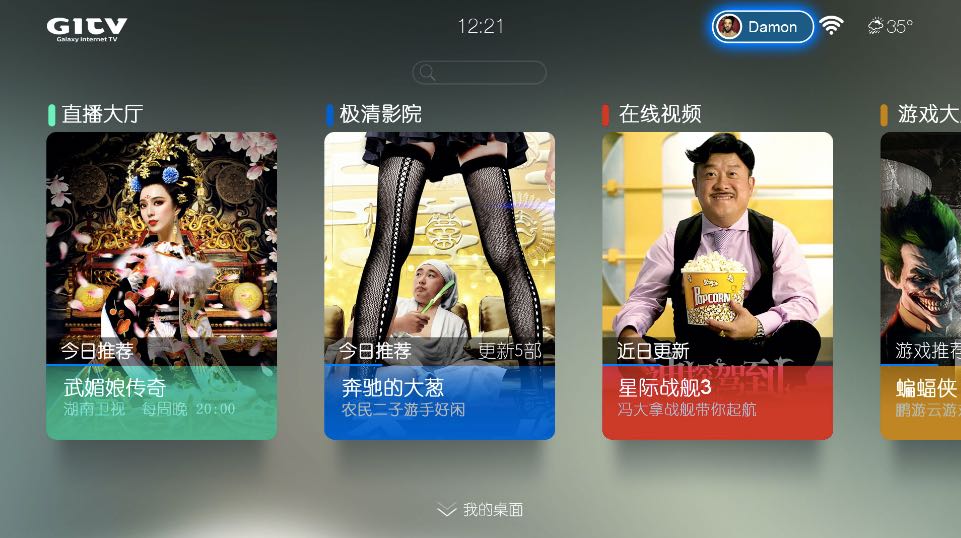 GITV
Galaxy Internet TV
12:21
Damon
35°
直播大厅
极清影院
在线视频
游戏大
POPCORN
今日推荐
今日推荐 更新5部
近日更新
游戏推荐
武媚娘传奇
湖南卫视 每周晚 20:00
奔驰的大葱
农民二子游手好闲
星际战舰3
冯大拿战舰带你起航
蝙蝠侠
鹏游云游
我的桌面